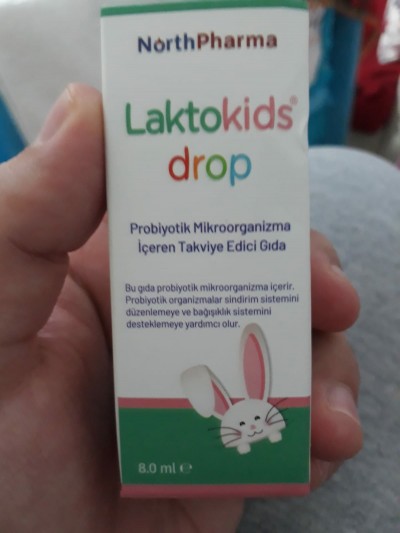 NorthPharma
Laktokids®
drop
Probiyotik Mikroorganizma
İçeren Takviye Edici Gıda
Bu gıda probiyotik mikroorganizma içerir.
Probiyotik organizmalar sindirim sistemini
düzenlemeye ve bağışıklık sistemini
desteklemeye yardımcı olur.
8.0 ml ℮